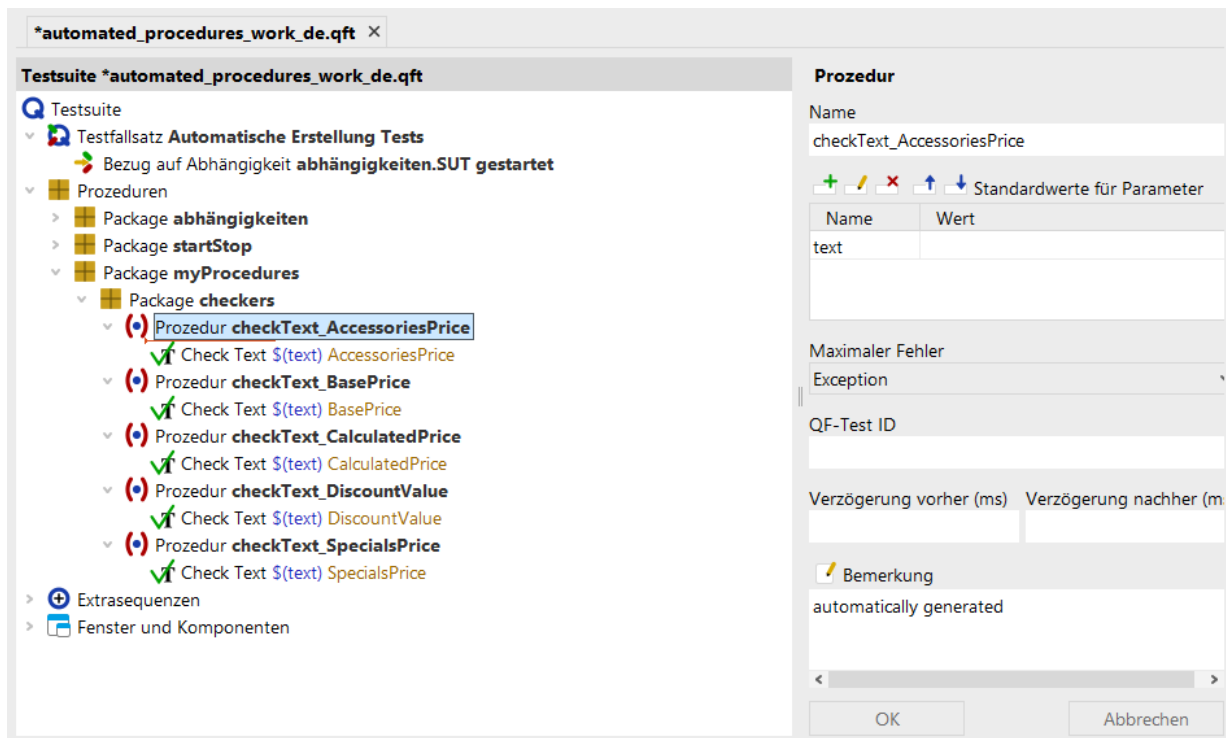 *automated_procedures_work_de.qft ×
Testsuite *automated_procedures_work_de.qft
Testsuite
Testfallsatz Automatische Erstellung Tests
Bezug auf Abhängigkeit abhängigkeiten.SUT gestartet
Prozeduren
Package abhängigkeiten
Package startStop
Package myProcedures
Package checkers
Prozedur checkText_AccessoriesPrice
Check Text $(text) AccessoriesPrice
Prozedur checkText_BasePrice
Check Text $(text) BasePrice
Prozedur checkText_CalculatedPrice
Check Text $(text) CalculatedPrice
Prozedur checkText_DiscountValue
Check Text $(text) DiscountValue
Prozedur checkText_SpecialsPrice
Check Text $(text) SpecialsPrice
Extrasequenzen
Fenster und Komponenten
Prozedur
Name
checkText_AccessoriesPrice
Standardwerte für Parameter
Name Wert
text
Maximaler Fehler
Exception
QF-Test ID
Verzögerung vorher (ms) Verzögerung nachher (m
Bemerkung
automatically generated
OK Abbrechen